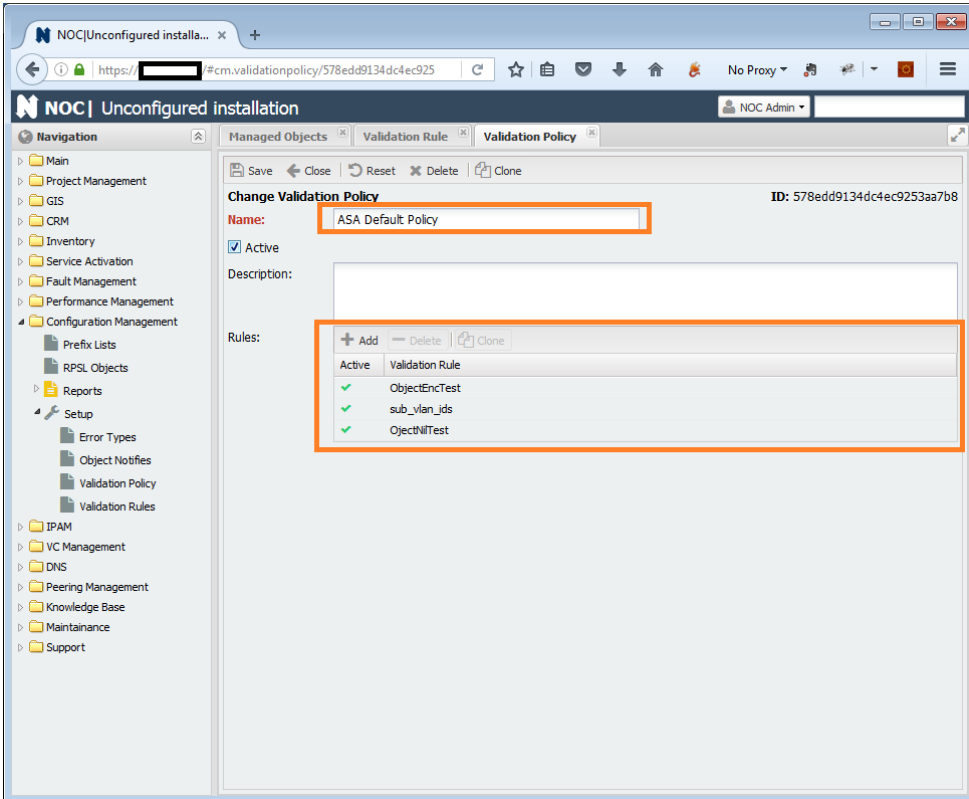 NOC|Unconfigured installa... × +
https:// /#cm.validationpolicy/578edd9134dc4ec925 No Proxy
NOC| Unconfigured installation NOC Admin
Navigation
Managed Objects Validation Rule Validation Policy
Main
Project Management
GIS
CRM
Inventory
Service Activation
Fault Management
Performance Management
Configuration Management
Prefix Lists
RPSL Objects
Reports
Setup
Error Types
Object Notifies
Validation Policy
Validation Rules
IPAM
VC Management
DNS
Peering Management
Knowledge Base
Maintainance
Support
Save Close Reset Delete Clone
Change Validation Policy ID: 578edd9134dc4ec9253aa7b8
Name: ASA Default Policy
Active
Description:
Rules: Add Delete Clone
Active Validation Rule
ObjectEncTest
sub_vlan_ids
OjectNilTest